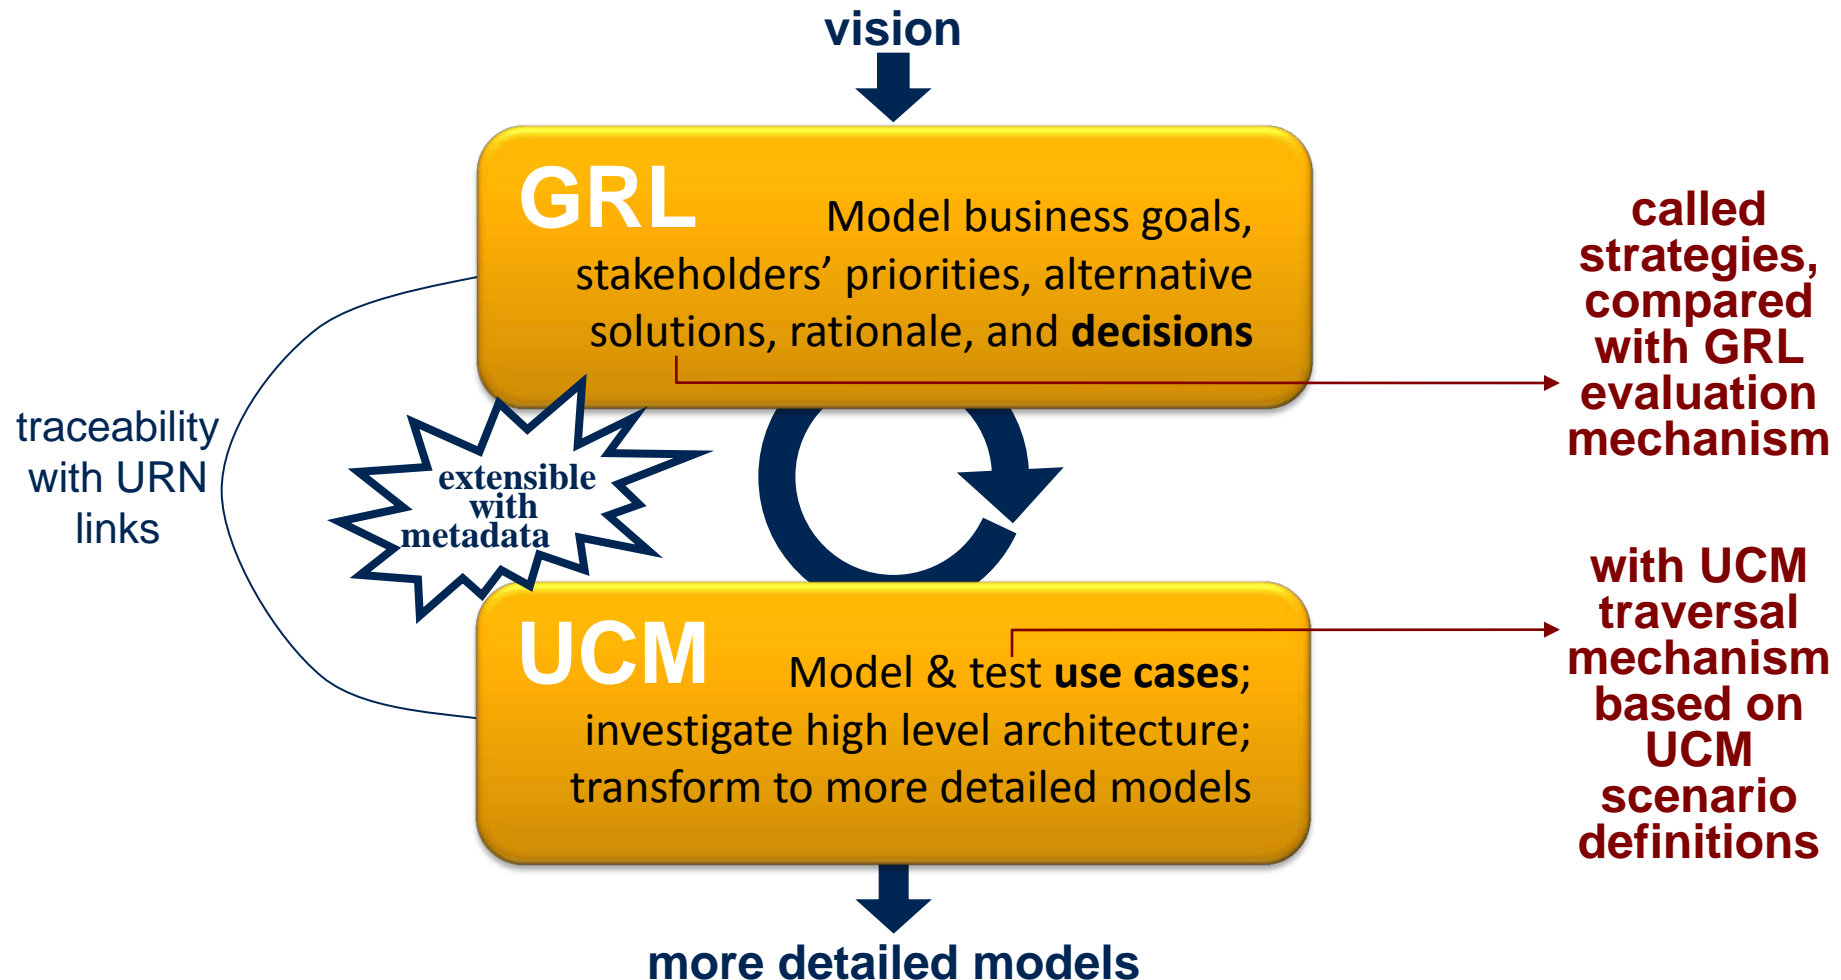 vision
GRL
Model business goals,
stakeholders’ priorities, alternative
solutions, rationale, and decisions
called
strategies,
compared
with GRL
evaluation
mechanism
traceability
with URN
links
extensible
with
metadata
UCM
Model & test use cases;
investigate high level architecture;
transform to more detailed models
with UCM
traversal
mechanism
based on
UCM
scenario
definitions
more detailed models